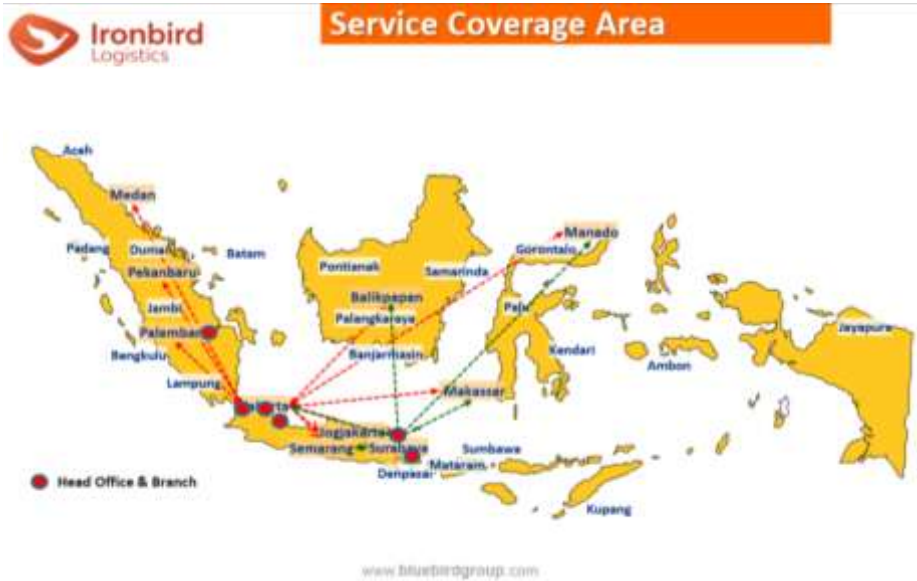 Ironbird
Logistics
Service Coverage Area
Aceh
Medan
Padang
Dumai
Batam
Pekanbaru
Jambi
Palembang
Bengkulu
Lampung
Pontianak
Samarinda
Balikpapan
Palangkaraya
Banjarmasin
Manado
Gorontalo
Palu
Kendari
Makassar
Ambon
Jayapura
Jogjakarta
Semarang
Surabaya
Denpasar
Mataram
Sumbawa
Kupang
Head Office & Branch
www.bluebirdgroup.com